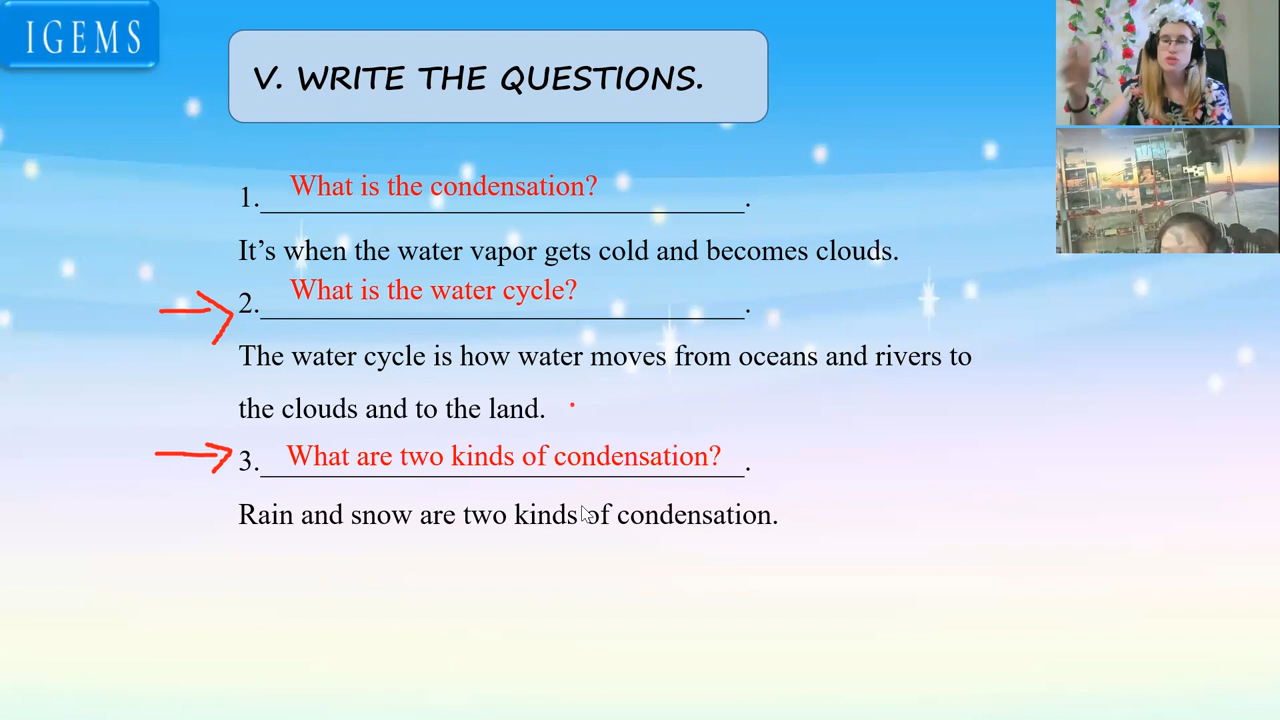 IGEMS
V. WRITE THE QUESTIONS.
What is the condensation?
1.___________________________________.
It's when the water vapor gets cold and becomes clouds.
What is the water cycle?
2.___________________________________.
The water cycle is how water moves from oceans and rivers to
the clouds and to the land.
What are two kinds of condensation?
3.___________________________________.
Rain and snow are two kinds of condensation.